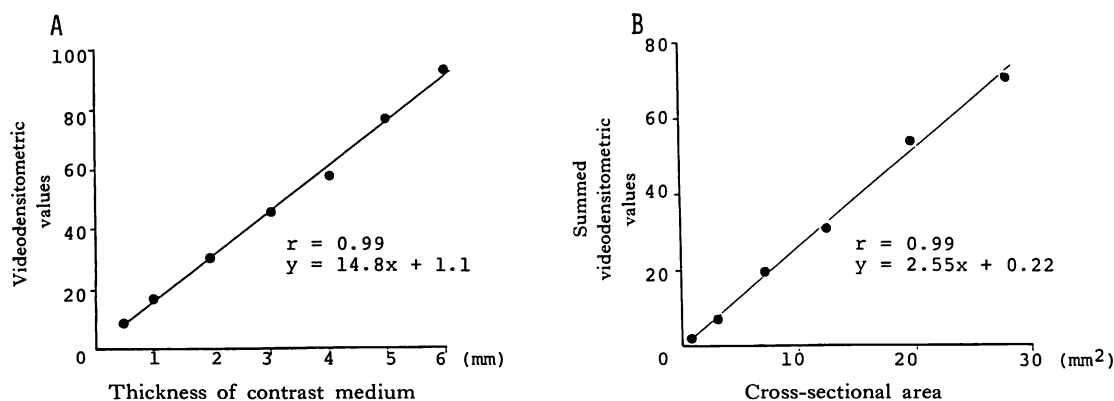 A
100
80
60
40
20
0
1 2 3 4 5 6 (mm)
Videodensitometric
values
r = 0.99
y = 14.8x + 1.1
Thickness of contrast medium
B
80
60
40
20
0
10 20 30 (mm²)
Summed
videodensitometric
values
r = 0.99
y = 2.55x + 0.22
Cross-sectional area